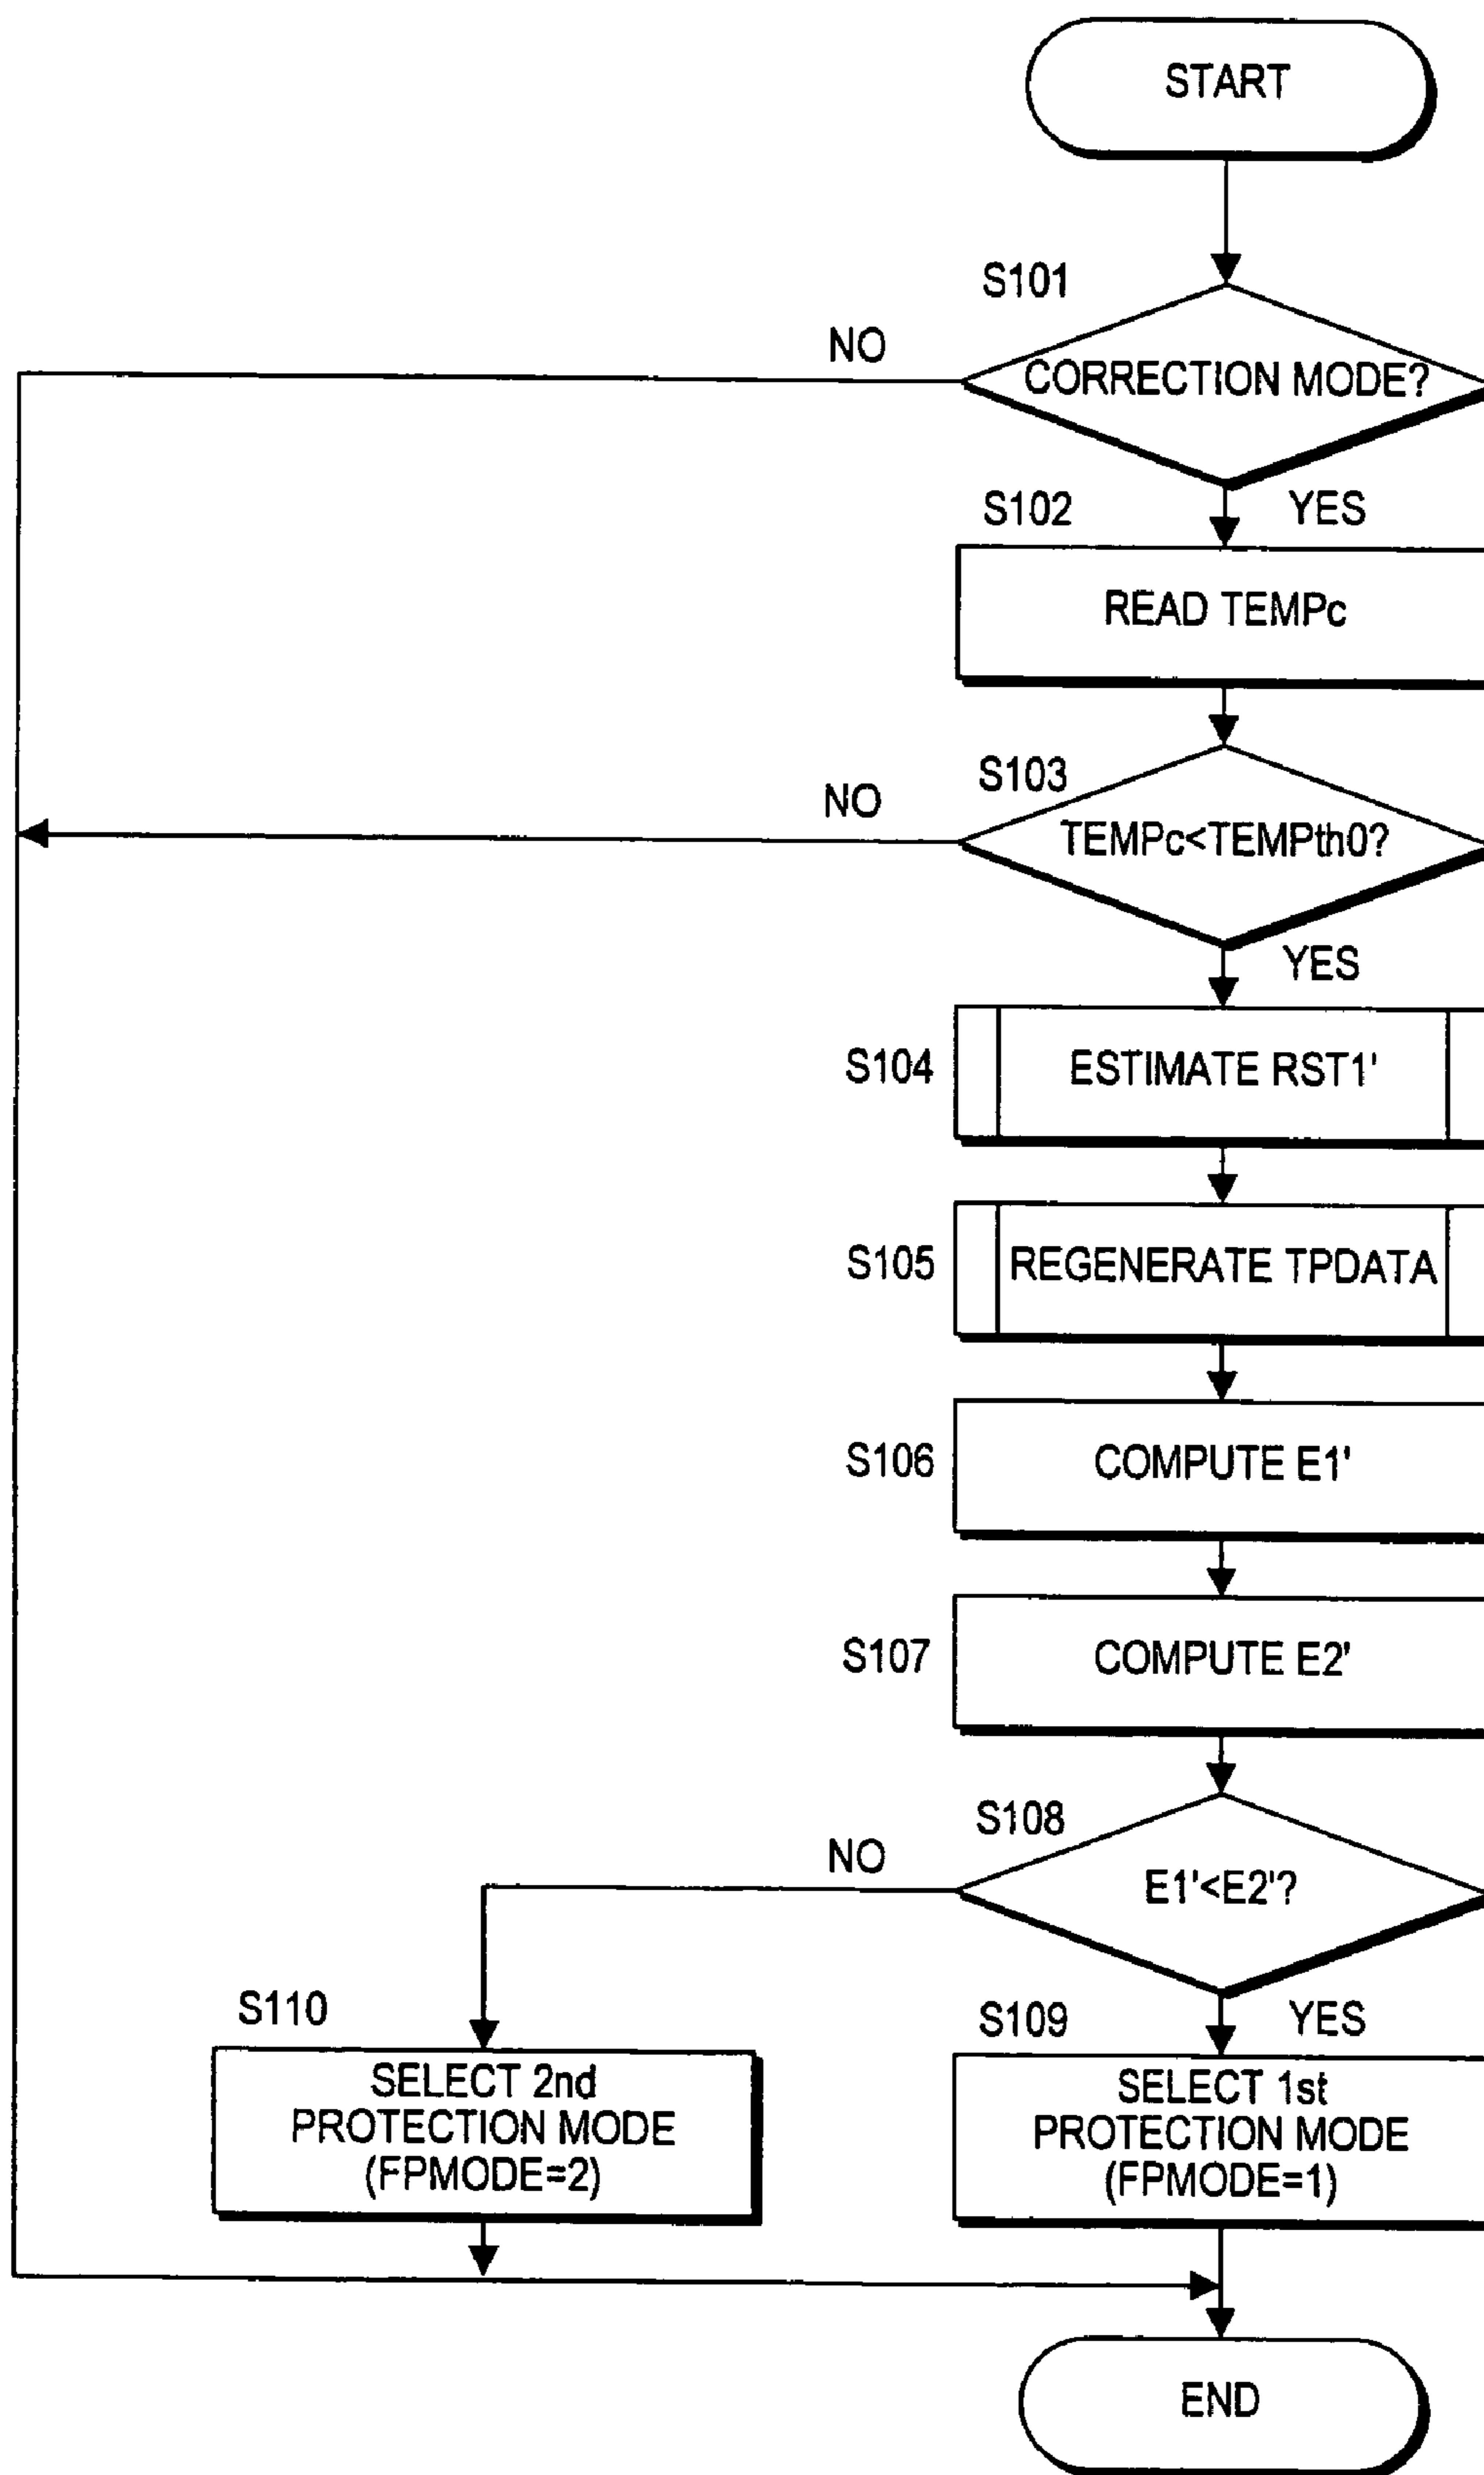 START
S101
NO
CORRECTION MODE?
S102
YES
READ TEMPc
S103
NO
TEMPc<TEMPth0?
YES
S104
ESTIMATE RST1'
S105
REGENERATE TPDATA
S106
COMPUTE E1'
S107
COMPUTE E2'
S108
NO
E1'<E2'?
S110
S109
YES
SELECT 2nd
PROTECTION MODE
(FPMODE=2)
SELECT 1st
PROTECTION MODE
(FPMODE=1)
END